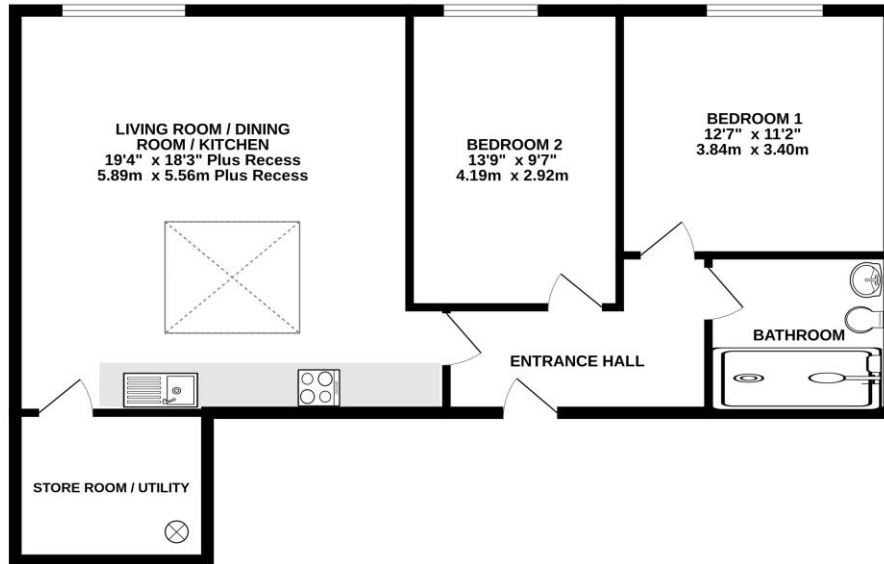 LIVING ROOM / DINING
ROOM / KITCHEN
19'4" x 18'3" Plus Recess
5.89m x 5.56m Plus Recess
BEDROOM 2
13'9" x 9'7"
4.19m x 2.92m
BEDROOM 1
12'7" x 11'2"
3.84m x 3.40m
BATHROOM
ENTRANCE HALL
STORE ROOM / UTILITY